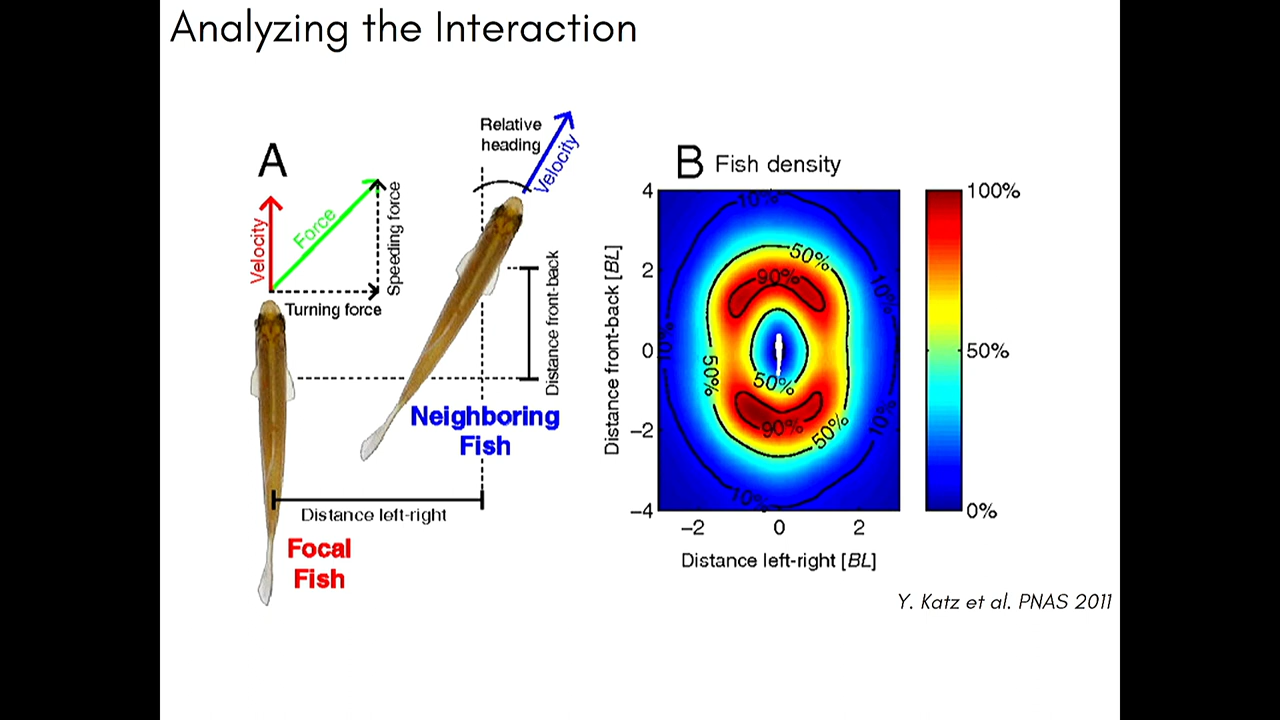 Analyzing the Interaction
A
Relative
heading
Velocity
Velocity
Force
Speeding force
Turning force
Distance front-back
Neighboring
Fish
Distance left-right
Focal
Fish
B Fish density
4
2
0
−2
−4
−2
0
2
Distance front-back [BL]
Distance left-right [BL]
10%
50%
90%
10%
10%
50%
50%
90%
50%
10%
10%
100%
50%
0%
Y. Katz et al. PNAS 2011